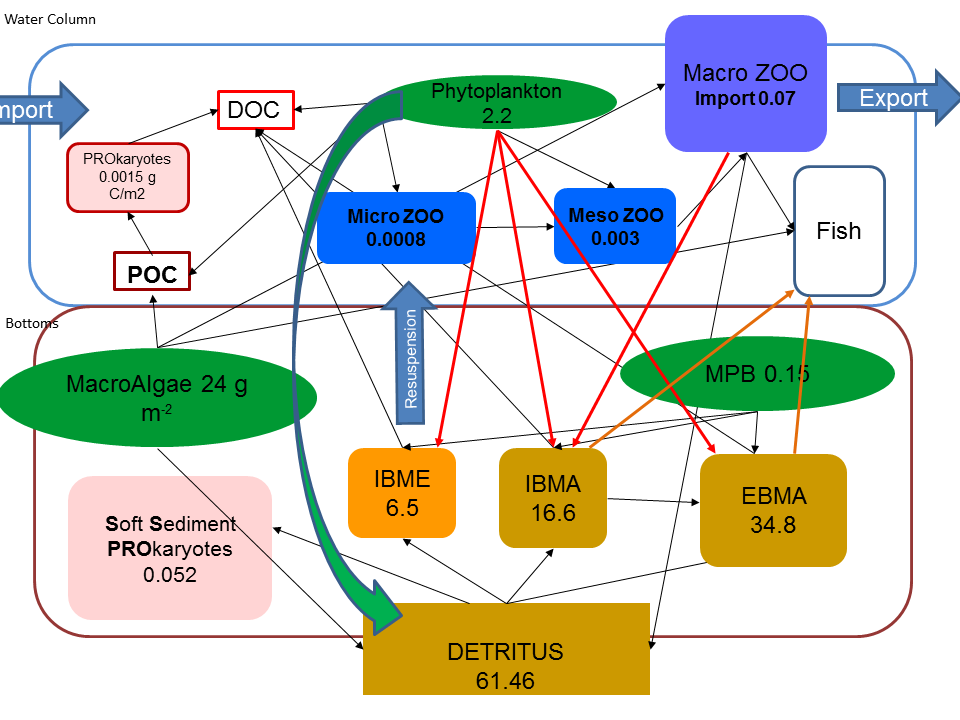 Water Column
mport
DOC
Phytoplankton
2.2
Macro ZOO
Import 0.07
Export
PROkaryotes
0.0015 g
C/m2
Micro ZOO
0.0008
Meso ZOO
0.003
Fish
POC
Resuspension
Bottoms
MacroAlgae 24 g
m-2
MPB 0.15
IBME
6.5
IBMA
16.6
EBMA
34.8
Soft Sediment
PROkaryotes
0.052
DETRITUS
61.46